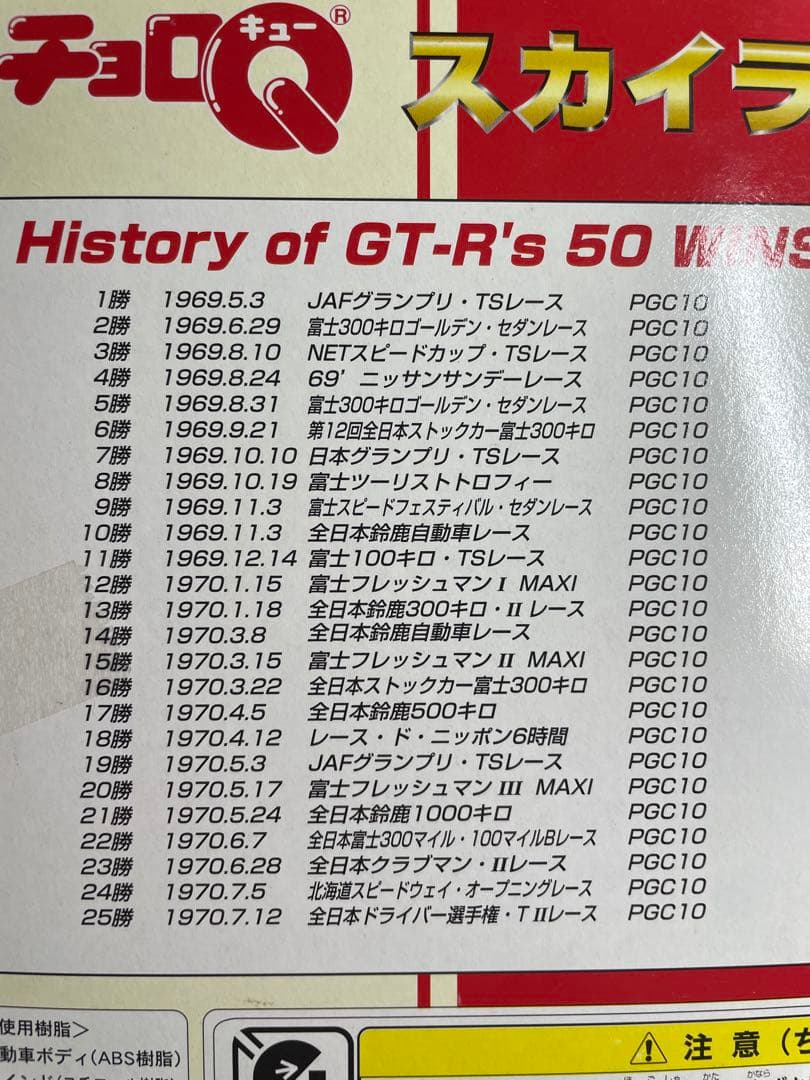 チョロQ キュー ®
スカイラ
History of GT-R's 50 WINS
1勝 1969.5.3 JAFグランプリ・TSレース PGC10
2勝 1969.6.29 富士300キロゴールデン・セダンレース PGC10
3勝 1969.8.10 NETスピードカップ・TSレース PGC10
4勝 1969.8.24 69’ニッサンサンデーレース PGC10
5勝 1969.8.31 富士300キロゴールデン・セダンレース PGC10
6勝 1969.9.21 第12回全日本ストックカー富士300キロ PGC10
7勝 1969.10.10 日本グランプリ・TSレース PGC10
8勝 1969.10.19 富士ツーリストトロフィー PGC10
9勝 1969.11.3 富士スピードフェスティバル・セダンレース PGC10
10勝 1969.11.3 全日本鈴鹿自動車レース PGC10
11勝 1969.12.14 富士100キロ・TSレース PGC10
12勝 1970.1.15 富士フレッシュマン I MAXI PGC10
13勝 1970.1.18 全日本鈴鹿300キロ・II レース PGC10
14勝 1970.3.8 全日本鈴鹿自動車レース PGC10
15勝 1970.3.15 富士フレッシュマン II MAXI PGC10
16勝 1970.3.22 全日本ストックカー富士300キロ PGC10
17勝 1970.4.5 全日本鈴鹿500キロ PGC10
18勝 1970.4.12 レース・ド・ニッポン6時間 PGC10
19勝 1970.5.3 JAFグランプリ・TSレース PGC10
20勝 1970.5.17 富士フレッシュマン III MAXI PGC10
21勝 1970.5.24 全日本鈴鹿1000キロ PGC10
22勝 1970.6.7 全日本富士300マイル・100マイルBレース PGC10
23勝 1970.6.28 全日本クラブマン・IIレース PGC10
24勝 1970.7.5 北海道スピードウェイ・オープニングレース PGC10
25勝 1970.7.12 全日本ドライバー選手権・T IIレース PGC10
使用樹脂＞
動車ボディ(ABS樹脂)
注意(ち